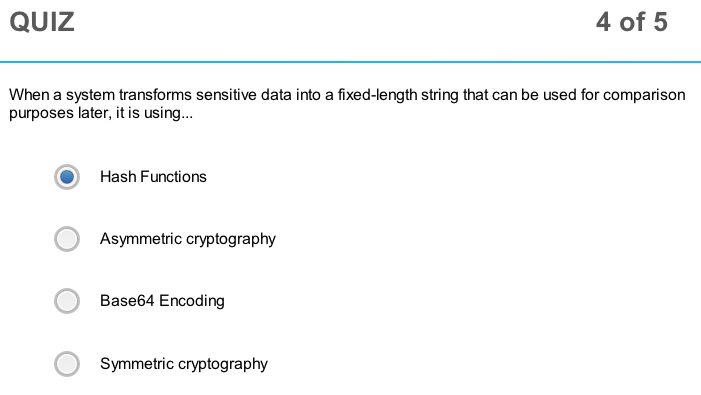 QUIZ
4 of 5
When a system transforms sensitive data into a fixed-length string that can be used for comparison
purposes later, it is using...
Hash Functions
Asymmetric cryptography
Base64 Encoding
Symmetric cryptography